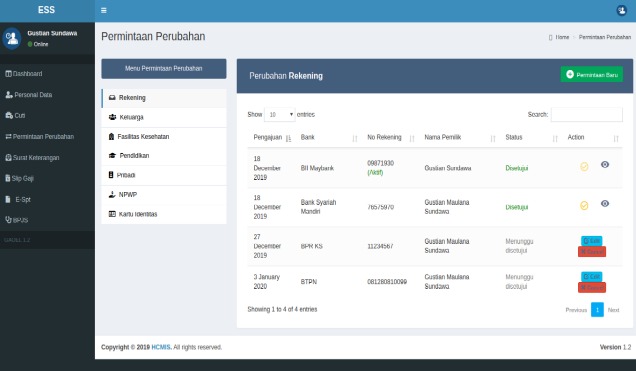 ESS
Gustian Sundawa
Online
Dashboard
Personal Data
Cuti
Permintaan Perubahan
Surat Keterangan
Slip Gaji
E-Spt
BPJS
Permintaan Perubahan
Home > Permintaan Perubahan
Menu Permintaan Perubahan
Rekening
Keluarga
Fasilitas Kesehatan
Pendidikan
Pribadi
NPWP
Kartu Identitas
Perubahan Rekening
Permintaan Baru
Show 10 entries
Search:
Pengajuan Bank No Rekening Nama Pemilik Status Action
18 December 2019 BII Maybank 09871930 (Aktif) Gustian Sundawa Disetujui
18 December 2019 Bank Syariah Mandiri 76575970 Gustian Maulana Sundawa Disetujui
27 December 2019 BPR KS 11234567 Gustian Maulana Sundawa Menunggu disetujui Edit
3 January 2020 BTPN 081280810099 Gustian Maulana Sundawa Menunggu disetujui Edit
Showing 1 to 4 of 4 entries
Previous 1 Next
Copyright © 2019 HCMIS. All rights reserved.
Version 1.2